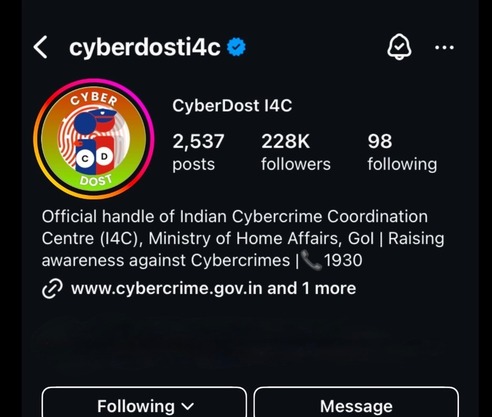 cyberdosti4c
CYBER
C D
DOST
CyberDost I4C
2,537 228K 98
posts followers following
Official handle of Indian Cybercrime Coordination
Centre (I4C), Ministry of Home Affairs, GoI | Raising
awareness against Cybercrimes |📞1930
www.cybercrime.gov.in and 1 more
Following Message